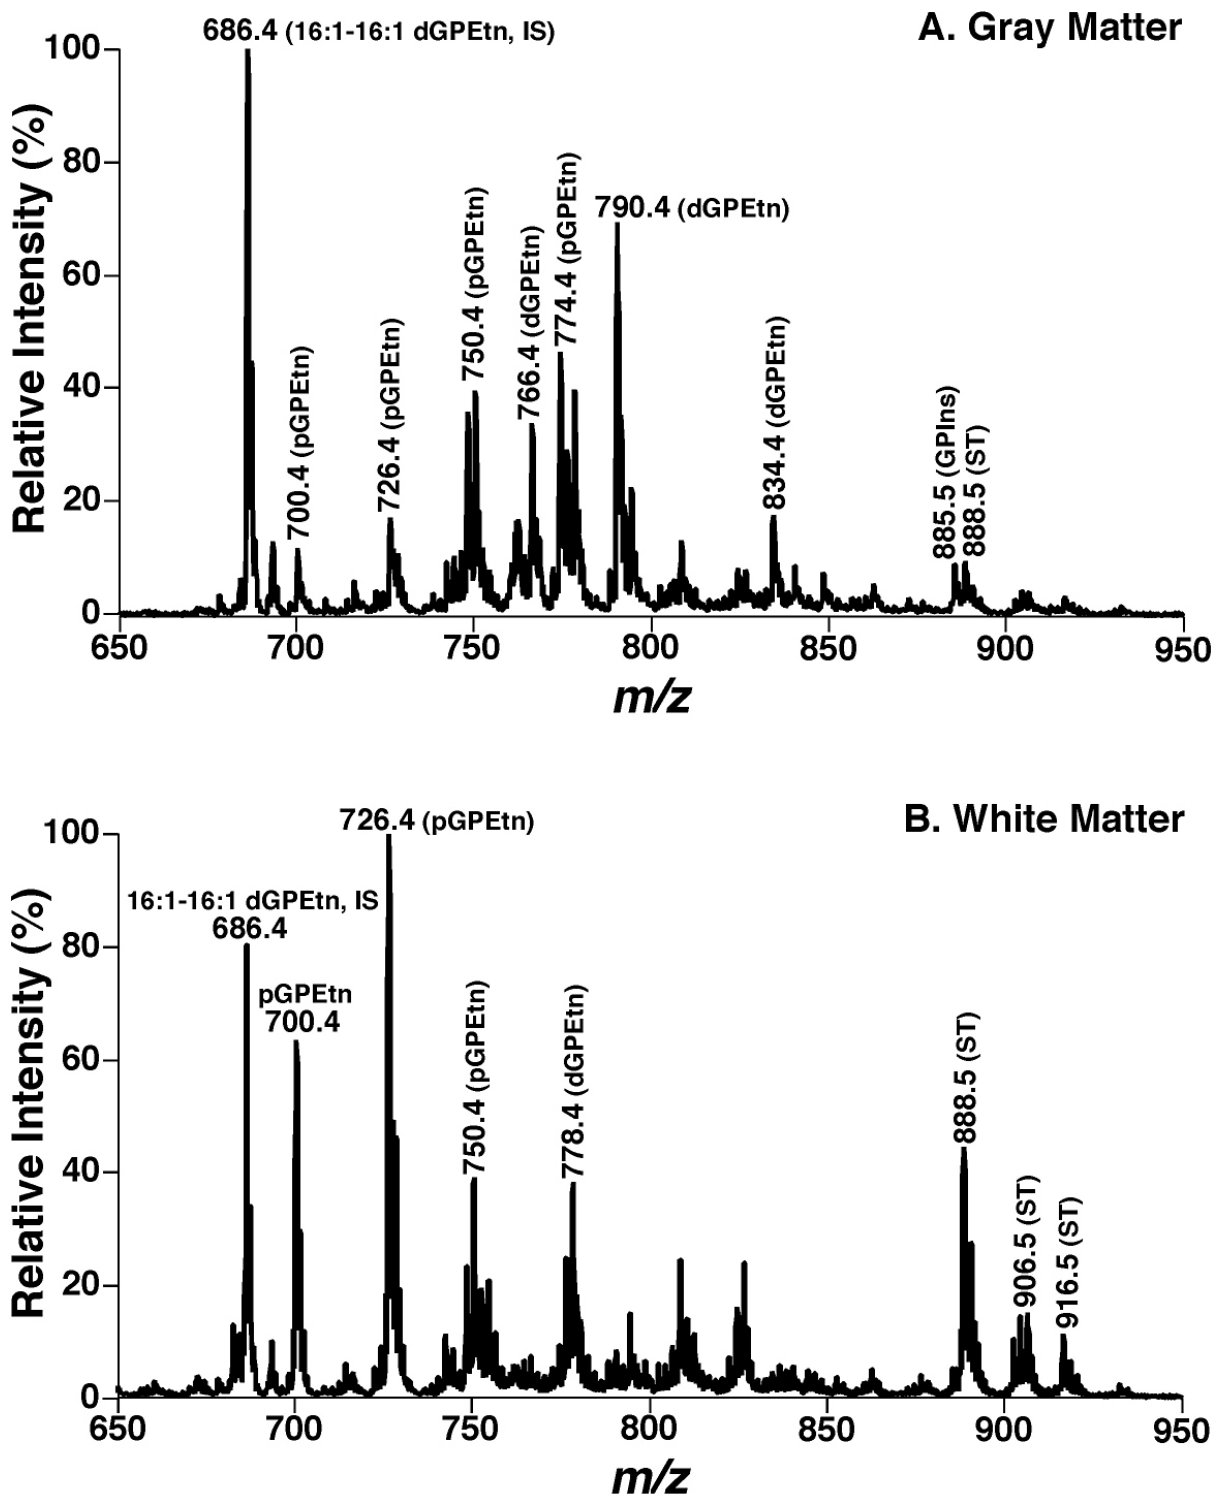 686.4 (16:1-16:1 dGPEtn, IS)
A. Gray Matter
Relative Intensity (%)
100
80
60
40
20
0
700.4 (pGPEtn)
726.4 (pGPEtn)
750.4 (pGPEtn)
766.4 (dGPEtn)
774.4 (pGPEtn)
790.4 (dGPEtn)
834.4 (dGPEtn)
885.5 (GPIns)
888.5 (ST)
650 700 750 800 850 900 950
m/z
726.4 (pGPEtn)
B. White Matter
Relative Intensity (%)
100
80
60
40
20
0
16:1-16:1 dGPEtn, IS
686.4
pGPEtn
700.4
750.4 (pGPEtn)
778.4 (dGPEtn)
888.5 (ST)
906.5 (ST)
916.5 (ST)
650 700 750 800 850 900 950
m/z